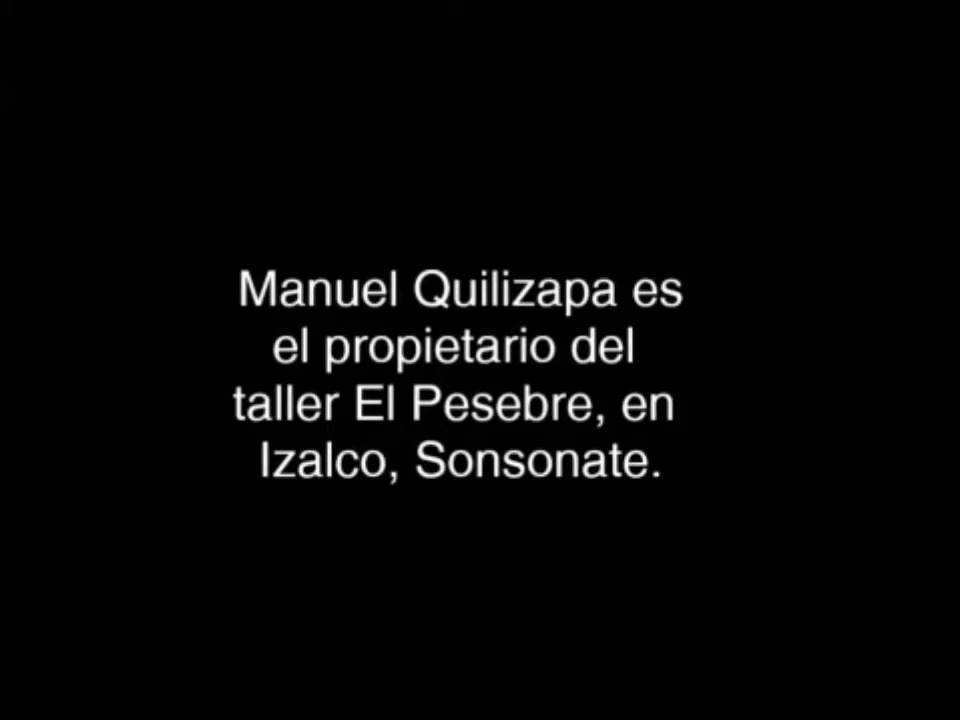 Manuel Quilizapa es
el propietario del
taller El Pesebre, en
Izalco, Sonsonate.